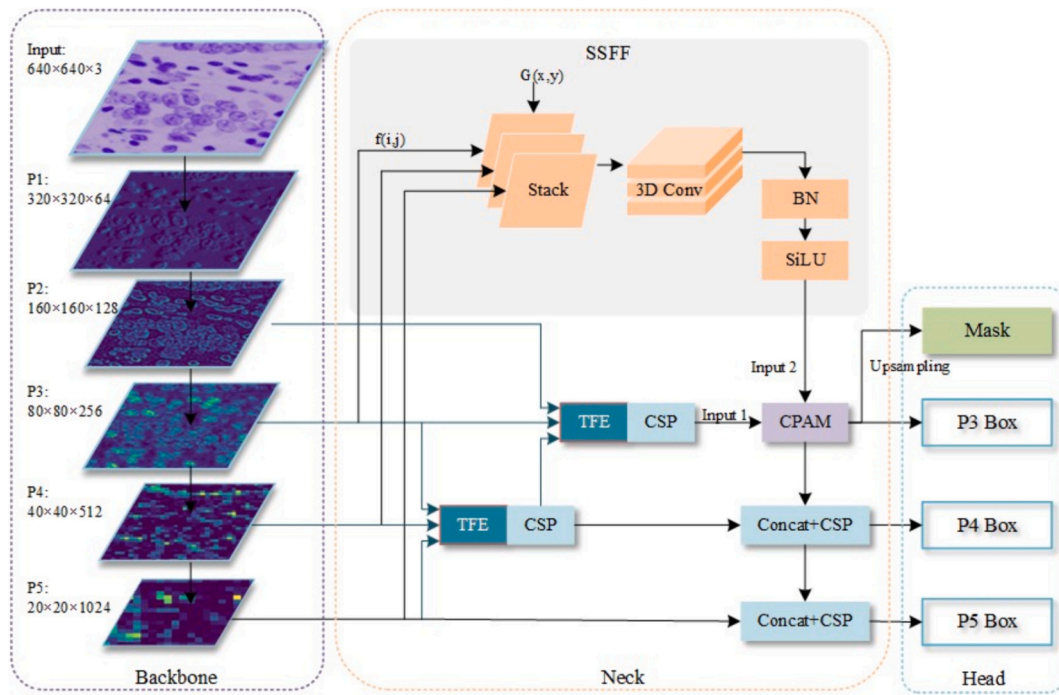 Input:
640×640×3
P1:
320×320×64
P2:
160×160×128
P3:
80×80×256
P4:
40×40×512
P5:
20×20×1024
Backbone
SSFF
G(x,y)
f(i,j)
Stack
3D Conv
BN
SiLU
Input 2
Upsampling
TFE CSP
Input 1
CPAM
TFE CSP
Concat+CSP
Concat+CSP
Neck
Mask
P3 Box
P4 Box
P5 Box
Head